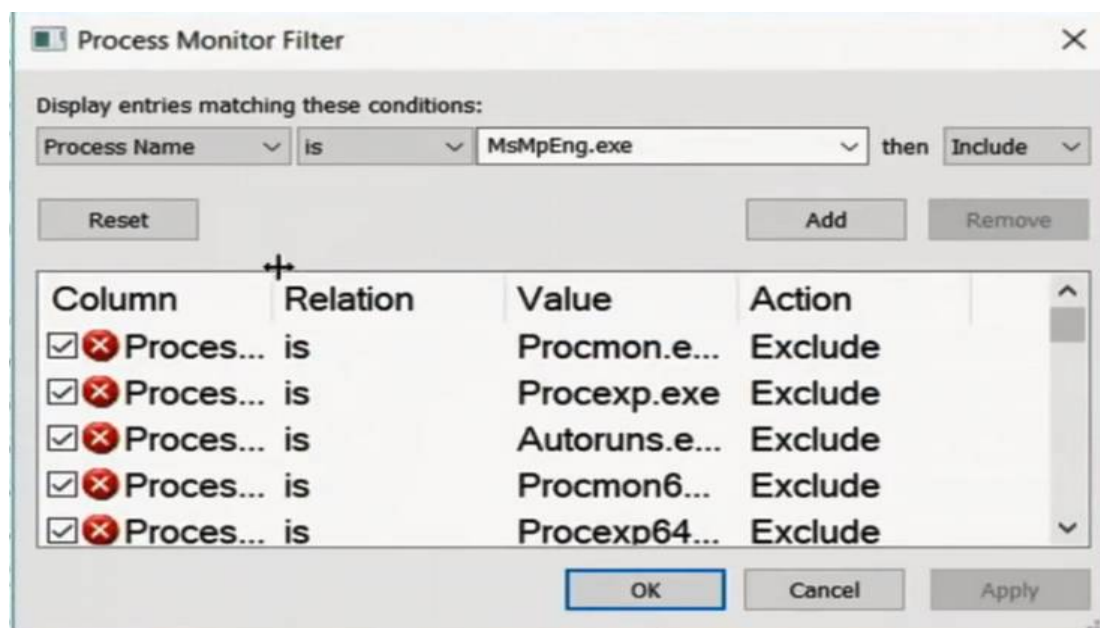 Process Monitor Filter
Display entries matching these conditions:
Process Name is MsMpEng.exe then Include
Reset Add Remove
Column Relation Value Action
Proces... is Procmon.e... Exclude
Proces... is Procexp.exe Exclude
Proces... is Autoruns.e... Exclude
Proces... is Procmon6... Exclude
Proces... is Procexp64... Exclude
OK Cancel Apply